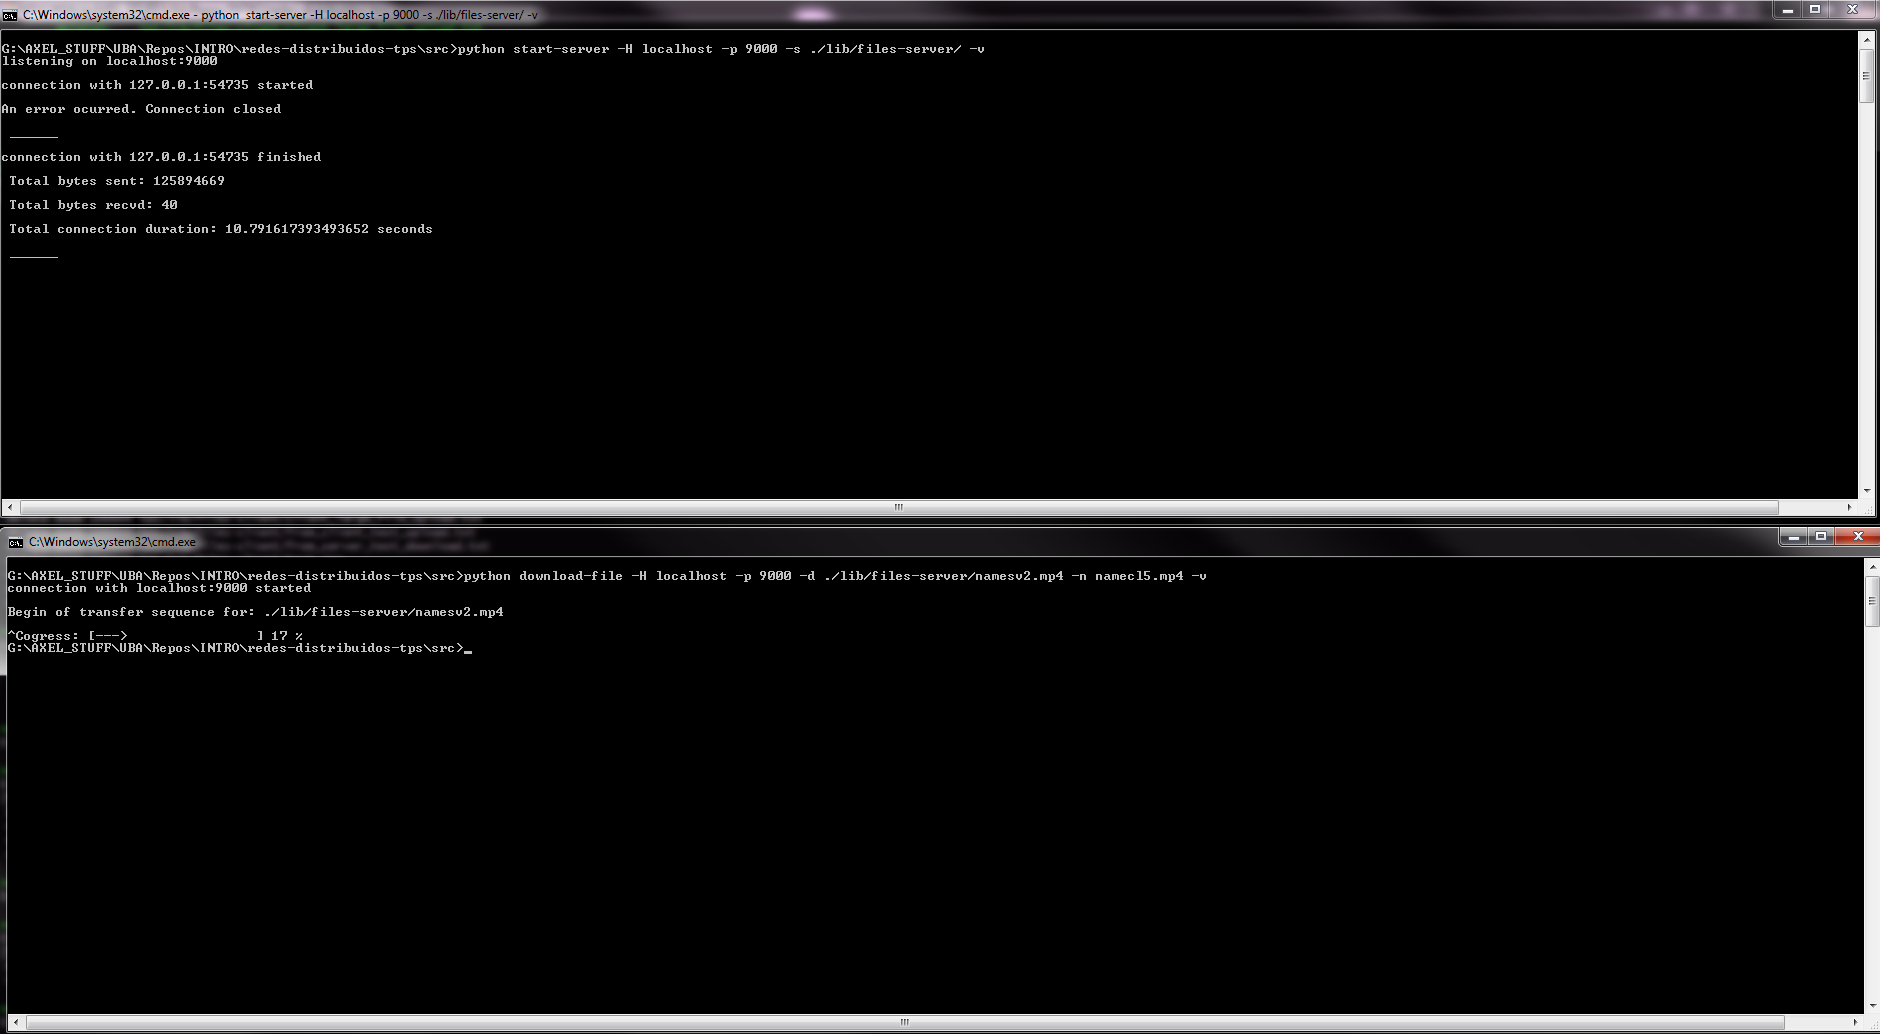 C:\Windows\system32\cmd.exe - python  start-server -H localhost -p 9000 -s ./lib/files-server/ -v
G:\AXEL_STUFF\UBA\Repos\INTRO\redes-distribuidos-tps\src>python start-server -H localhost -p 9000 -s ./lib/files-server/ -v
listening on localhost:9000
connection with 127.0.0.1:54735 started
An error ocurred. Connection closed
______
connection with 127.0.0.1:54735 finished
Total bytes sent: 125894669
Total bytes recvd: 40
Total connection duration: 10.791617393493652 seconds
______
C:\Windows\system32\cmd.exe
G:\AXEL_STUFF\UBA\Repos\INTRO\redes-distribuidos-tps\src>python download-file -H localhost -p 9000 -d ./lib/files-server/namesv2.mp4 -n namecl5.mp4 -v
connection with localhost:9000 started
Begin of transfer sequence for: ./lib/files-server/namesv2.mp4
^Cogress: [--->                ] 17 %
G:\AXEL_STUFF\UBA\Repos\INTRO\redes-distribuidos-tps\src>_